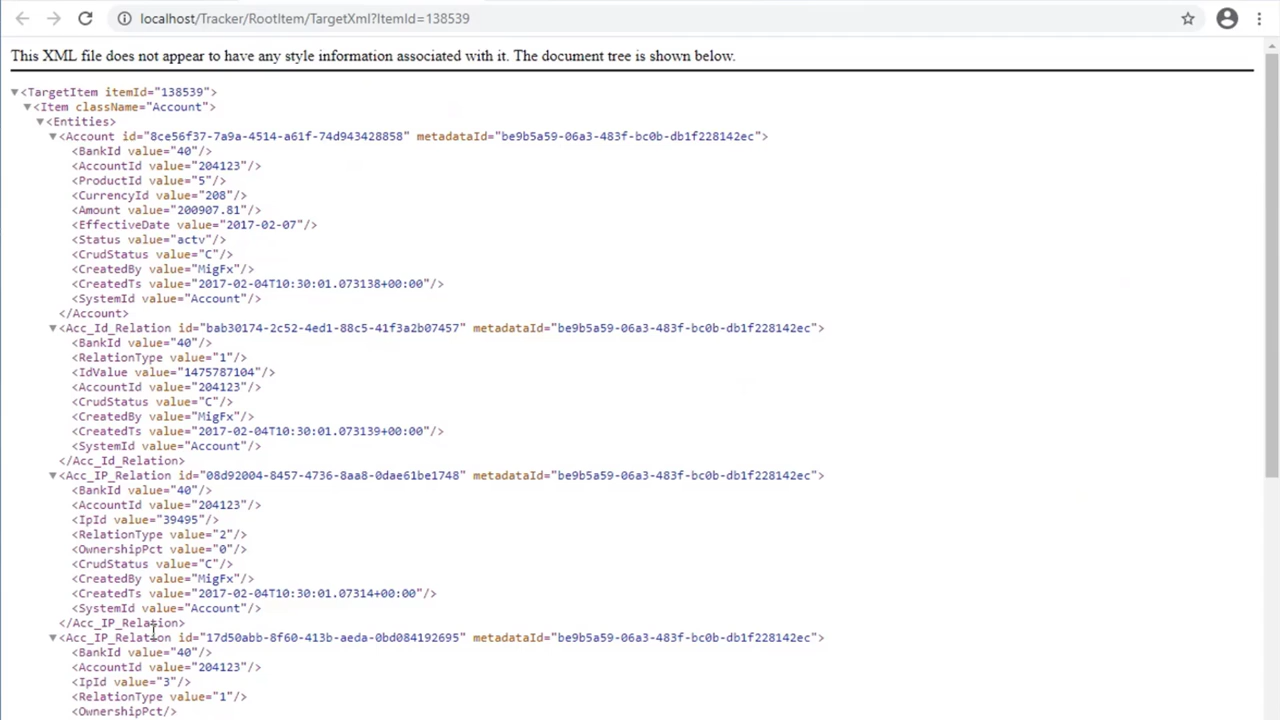 localhost/Tracker/RootItem/TargetXml?ItemId=138539
This XML file does not appear to have any style information associated with it. The document tree is shown below.
▼<TargetItem itemId="138539">
▼<Item className="Account">
▼<Entities>
▼<Account id="8ce56f37-7a9a-4514-a61f-74d943428858" metadataId="be9b5a59-06a3-483f-bc0b-db1f228142ec">
<BankId value="40"/>
<AccountId value="204123"/>
<ProductId value="5"/>
<CurrencyId value="208"/>
<Amount value="200907.81"/>
<EffectiveDate value="2017-02-07"/>
<Status value="actv"/>
<CrudStatus value="C"/>
<CreatedBy value="MigFx"/>
<CreatedTs value="2017-02-04T10:30:01.073138+00:00"/>
<SystemId value="Account"/>
</Account>
▼<Acc_Id_Relation id="bab30174-2c52-4ed1-88c5-41f3a2b07457" metadataId="be9b5a59-06a3-483f-bc0b-db1f228142ec">
<BankId value="40"/>
<RelationType value="1"/>
<IdValue value="1475787104"/>
<AccountId value="204123"/>
<CrudStatus value="C"/>
<CreatedBy value="MigFx"/>
<CreatedTs value="2017-02-04T10:30:01.073139+00:00"/>
<SystemId value="Account"/>
</Acc_Id_Relation>
▼<Acc_IP_Relation id="08d92004-8457-4736-8aa8-0dae61be1748" metadataId="be9b5a59-06a3-483f-bc0b-db1f228142ec">
<BankId value="40"/>
<AccountId value="204123"/>
<IpId value="39495"/>
<RelationType value="2"/>
<OwnershipPct value="0"/>
<CrudStatus value="C"/>
<CreatedBy value="MigFx"/>
<CreatedTs value="2017-02-04T10:30:01.07314+00:00"/>
<SystemId value="Account"/>
</Acc_IP_Relation>
▼<Acc_IP_Relation id="17d50abb-8f60-413b-aeda-0bd084192695" metadataId="be9b5a59-06a3-483f-bc0b-db1f228142ec">
<BankId value="40"/>
<AccountId value="204123"/>
<IpId value="3"/>
<RelationType value="1"/>
<OwnershipPct/>